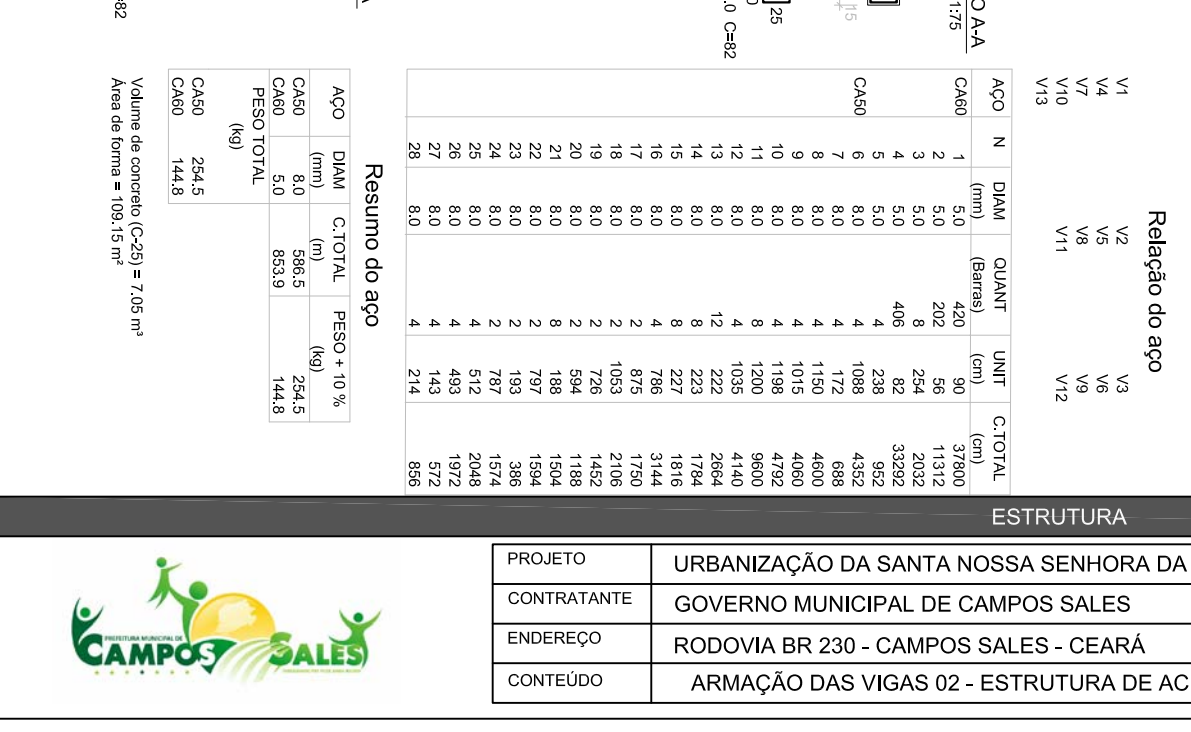 Relação do aço
V1 V2 V3
V4 V5 V6
V7 V8 V9
V10 V11 V12
V13
AÇO N DIAM QUANT UNIT C.TOTAL
(mm) (Barras) (cm) (cm)
CA60 1 5.0 420 90 37800
2 5.0 202 56 11312
3 5.0 8 254 2032
4 5.0 406 82 33292
5 5.0 4 238 952
CA50 6 8.0 4 1088 4352
7 8.0 4 172 688
8 8.0 4 1150 4600
9 8.0 4 1015 4060
10 8.0 4 1198 4792
11 8.0 8 1200 9600
12 8.0 4 1035 4140
13 8.0 12 222 2664
14 8.0 8 223 1784
15 8.0 8 227 1816
16 8.0 4 786 3144
17 8.0 2 875 1750
18 8.0 2 1053 2106
19 8.0 2 726 1452
20 8.0 2 594 1188
21 8.0 8 188 1504
22 8.0 2 797 1594
23 8.0 2 193 386
24 8.0 2 787 1574
25 8.0 4 512 2048
26 8.0 4 493 1972
27 8.0 4 143 572
28 8.0 4 214 856
Resumo do aço
AÇO DIAM C.TOTAL PESO + 10 %
(mm) (m) (kg)
CA50 8.0 586.5 254.5
CA60 5.0 853.9 144.8
PESO TOTAL
(kg)
CA50 254.5
CA60 144.8
Volume de concreto (C-25) = 7.05 m³
Área de forma = 109.15 m²
O A-A
1:75
15
25
.0 C=82
=82
ESTRUTURA
PREFEITURA MUNICIPAL DE
CAMPOS SALES
PROJETO URBANIZAÇÃO DA SANTA NOSSA SENHORA DA
CONTRATANTE GOVERNO MUNICIPAL DE CAMPOS SALES
ENDEREÇO RODOVIA BR 230 - CAMPOS SALES - CEARÁ
CONTEÚDO ARMAÇÃO DAS VIGAS 02 - ESTRUTURA DE AC